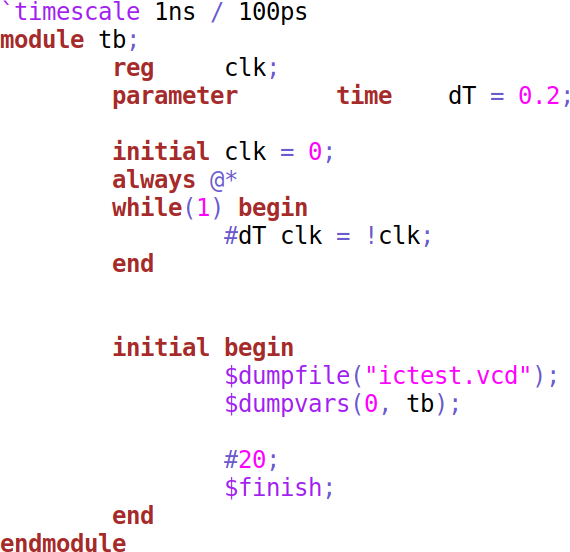 `timescale 1ns / 100ps
module tb;
reg clk;
parameter time dT = 0.2;
initial clk = 0;
always @*
while(1) begin
#dT clk = !clk;
end
initial begin
$dumpfile("ictest.vcd");
$dumpvars(0, tb);
#20;
$finish;
end
endmodule